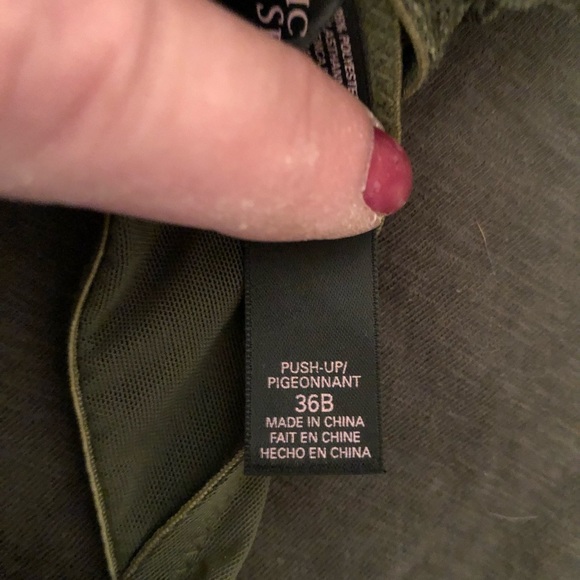 PUSH-UP/
PIGEONNANT
36B
MADE IN CHINA
FAIT EN CHINE
HECHO EN CHINA